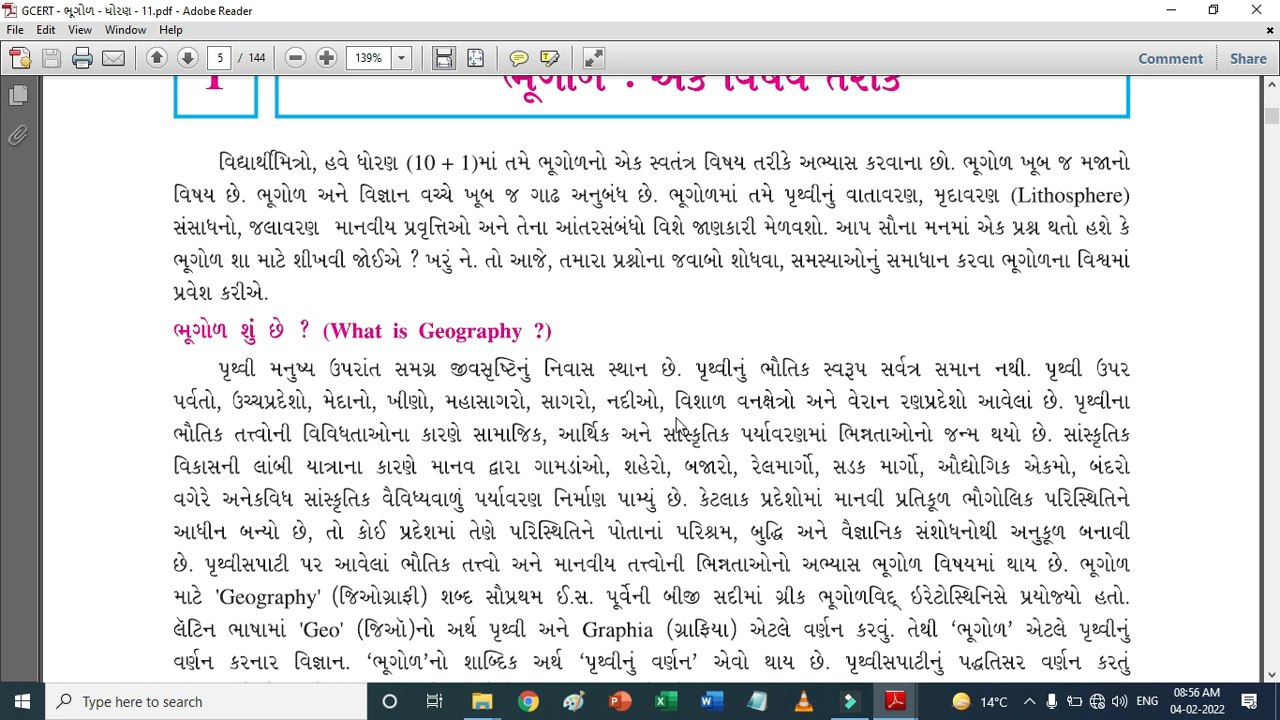 GCERT - ભૂગોળ - ધોરણ - 11.pdf - Adobe Reader
File Edit View Window Help
5 / 144 139% Comment Share
1 ભૂગોળ : એક વિષય તરીકે
વિદ્યાર્થીમિત્રો, હવે ધોરણ (10 + 1)માં તમે ભૂગોળનો એક સ્વતંત્ર વિષય તરીકે અભ્યાસ કરવાના છો. ભૂગોળ ખૂબ જ મજાનો
વિષય છે. ભૂગોળ અને વિજ્ઞાન વચ્ચે ખૂબ જ ગાઢ અનુબંધ છે. ભૂગોળમાં તમે પૃથ્વીનું વાતાવરણ, મૃદાવરણ (Lithosphere)
સંસાધનો, જલાવરણ માનવીય પ્રવૃત્તિઓ અને તેના આંતરસંબંધો વિશે જાણકારી મેળવશો. આપ સૌના મનમાં એક પ્રશ્ન થતો હશે કે
ભૂગોળ શા માટે શીખવી જોઈએ ? ખરું ને. તો આજે, તમારા પ્રશ્નોના જવાબો શોધવા, સમસ્યાઓનું સમાધાન કરવા ભૂગોળના વિશ્વમાં
પ્રવેશ કરીએ.
ભૂગોળ શું છે ? (What is Geography ?)
પૃથ્વી મનુષ્ય ઉપરાંત સમગ્ર જીવસૃષ્ટિનું નિવાસ સ્થાન છે. પૃથ્વીનું ભૌતિક સ્વરૂપ સર્વત્ર સમાન નથી. પૃથ્વી ઉપર
પર્વતો, ઉચ્ચપ્રદેશો, મેદાનો, ખીણો, મહાસાગરો, સાગરો, નદીઓ, વિશાળ વનક્ષેત્રો અને વેરાન રણપ્રદેશો આવેલાં છે. પૃથ્વીના
ભૌતિક તત્ત્વોની વિવિધતાઓના કારણે સામાજિક, આર્થિક અને સાંસ્કૃતિક પર્યાવરણમાં ભિન્નતાઓનો જન્મ થયો છે. સાંસ્કૃતિક
વિકાસની લાંબી યાત્રાના કારણે માનવ દ્વારા ગામડાંઓ, શહેરો, બજારો, રેલમાર્ગો, સડક માર્ગો, ઔદ્યોગિક એકમો, બંદરો
વગેરે અનેકવિધ સાંસ્કૃતિક વૈવિધ્યવાળું પર્યાવરણ નિર્માણ પામ્યું છે. કેટલાક પ્રદેશોમાં માનવી પ્રતિકૂળ ભૌગોલિક પરિસ્થિતિને
આધીન બન્યો છે, તો કોઈ પ્રદેશમાં તેણે પરિસ્થિતિને પોતાનાં પરિશ્રમ, બુદ્ધિ અને વૈજ્ઞાનિક સંશોધનોથી અનુકૂળ બનાવી
છે. પૃથ્વીસપાટી પર આવેલાં ભૌતિક તત્ત્વો અને માનવીય તત્ત્વોની ભિન્નતાઓનો અભ્યાસ ભૂગોળ વિષયમાં થાય છે. ભૂગોળ
માટે 'Geography' (જિઓગ્રાફી) શબ્દ સૌપ્રથમ ઈ.સ. પૂર્વેની બીજી સદીમાં ગ્રીક ભૂગોળવિદ્ ઈરેટોસ્થિનિસે પ્રયોજ્યો હતો.
લૅટિન ભાષામાં 'Geo' (જિઑ)નો અર્થ પૃથ્વી અને Graphia (ગ્રાફિયા) એટલે વર્ણન કરવું. તેથી ‘ભૂગોળ’ એટલે પૃથ્વીનું
વર્ણન કરનાર વિજ્ઞાન. ‘ભૂગોળ’નો શાબ્દિક અર્થ ‘પૃથ્વીનું વર્ણન’ એવો થાય છે. પૃથ્વીસપાટીનું પદ્ધતિસર વર્ણન કરતું
Type here to search 14°C ENG 08:56 AM
04-02-2022